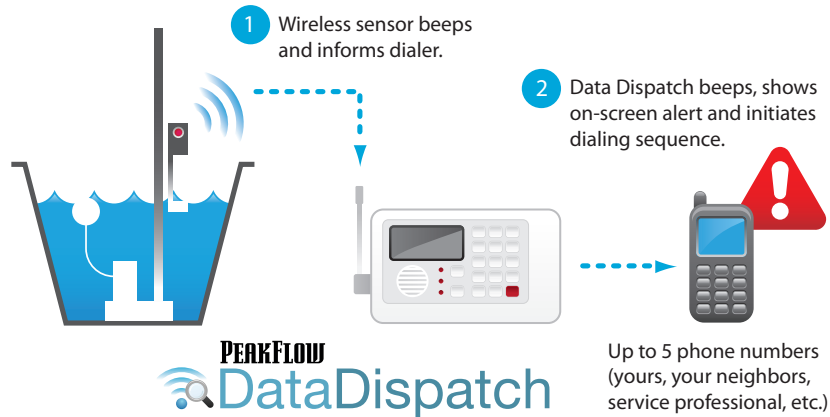 1 Wireless sensor beeps
and informs dialer.
2 Data Dispatch beeps, shows
on-screen alert and initiates
dialing sequence.
PEAKFLOW
DataDispatch
Up to 5 phone numbers
(yours, your neighbors,
service professional, etc.)